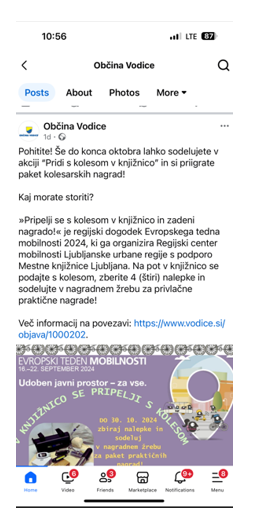 10:56
LTE 87
Občina Vodice
Posts About Photos More
Občina Vodice
1d
Pohitite! Še do konca oktobra lahko sodelujete v
akciji "Pridi s kolesom v knjižnico" in si priigrate
paket kolesarskih nagrad!
Kaj morate storiti?
»Pripelji se s kolesom v knjižnico in zadeni
nagrado!« je regijski dogodek Evropskega tedna
mobilnosti 2024, ki ga organizira Regijski center
mobilnosti Ljubljanske urbane regije s podporo
Mestne knjižnice Ljubljana. Na pot v knjižnico se
podajte s kolesom, zberite 4 (štiri) nalepke in
sodelujte v nagradnem žrebu za privlačne
praktične nagrade!
Več informacij na povezavi: https://www.vodice.si/
objava/1000202.
EVROPSKI TEDEN MOBILNOSTI
16.–22. SEPTEMBER 2024
Udoben javni prostor – za vse.
V KNJIŽNICO SE PRIPELJI S KOLESOM
DO 30. 10. 2024
zbiraj nalepke in
sodeluj
v nagradnem žrebu
za paket praktičnih
nagrad!
6 3 9+ 8
Home Video Friends Marketplace Notifications Menu